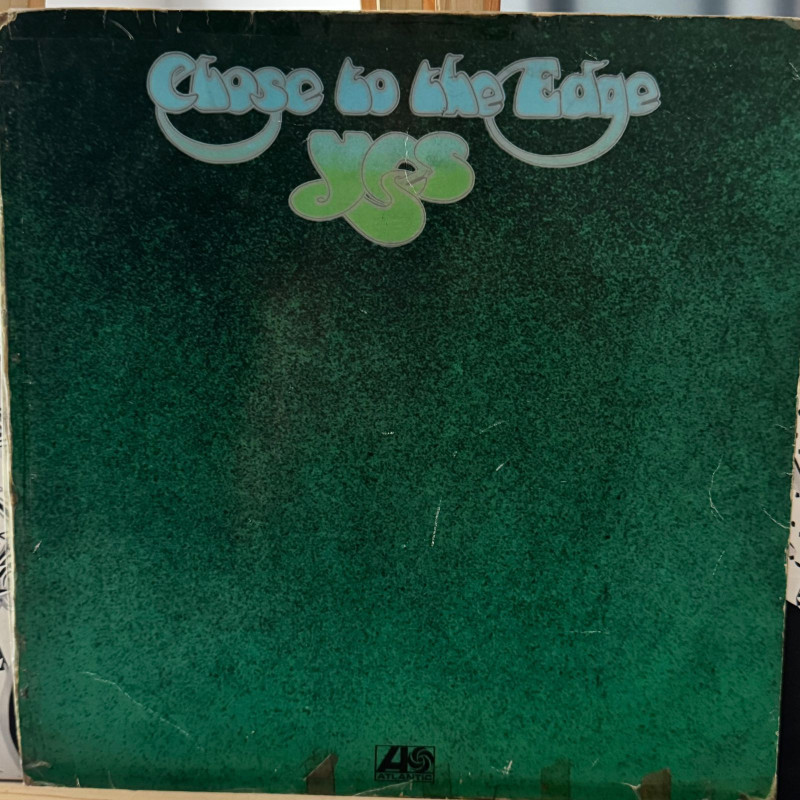 Close to the Edge
yes
ATLANTIC